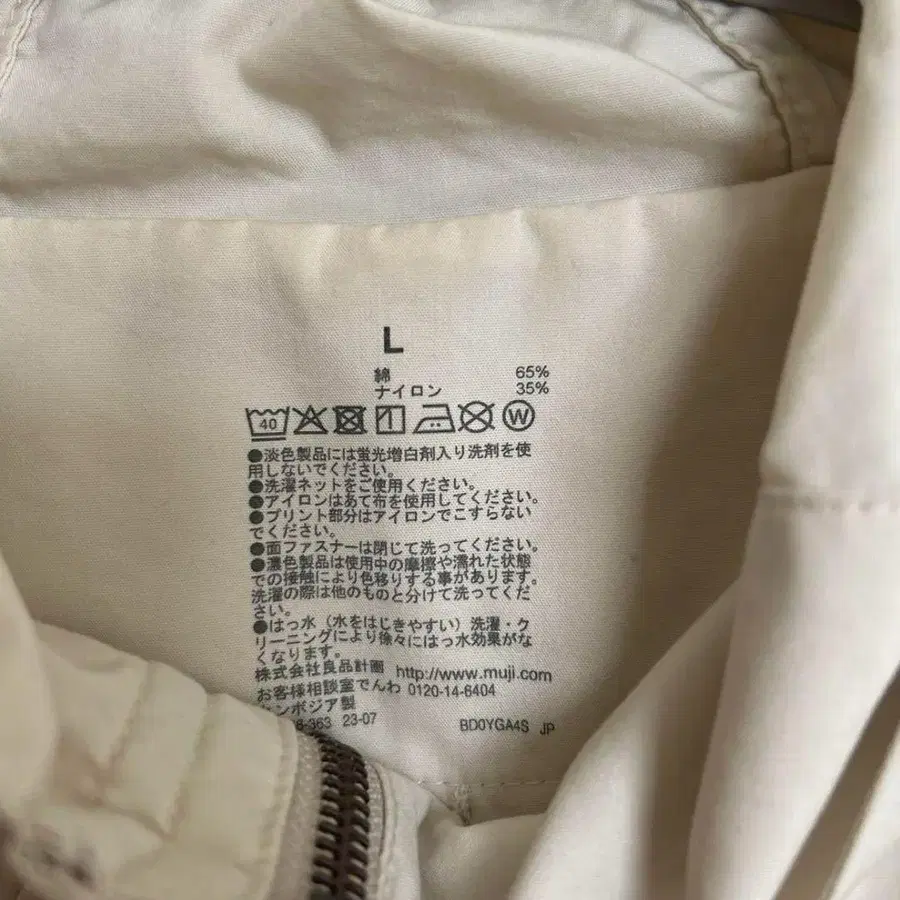 L
綿 65%
ナイロン 35%
40 W
●淡色製品には蛍光増白剤入り洗剤を使
用しないでください。
●洗濯ネットをご使用ください。
●アイロンはあて布を使用してください。
●プリント部分はアイロンでこすらない
でください。
●面ファスナーは閉じて洗ってください。
●濃色製品は使用中の摩擦や濡れた状態
での接触により色移りする事があります。
洗濯の際は他のものと分けて洗ってくだ
さい。
●はっ水（水をはじきやすい）洗濯・ク
リーニングにより徐々にはっ水効果がな
くなります。
株式会社良品計画 http://www.muji.com
お客様相談室でんわ 0120-14-6404
カンボジア製
363 23-07 BD0YGA4S JP